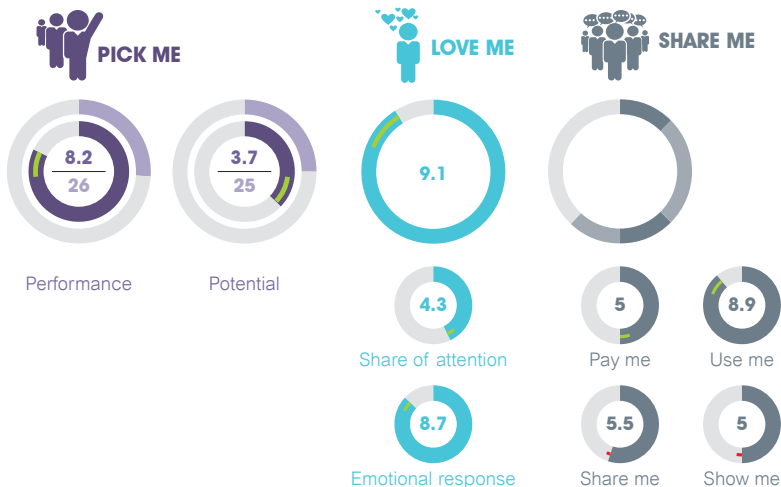 PICK ME
LOVE ME
SHARE ME
8.2
26
3.7
25
9.1
Performance
Potential
4.3
5
8.9
Share of attention
Pay me
Use me
8.7
5.5
5
Emotional response
Share me
Show me